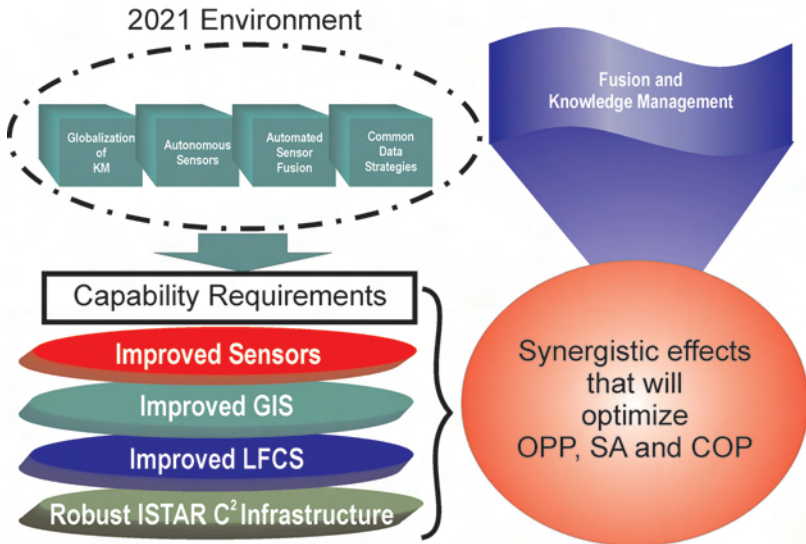 2021 Environment
Globalization
of
KM
Autonomous
Sensors
Automated
Sensor
Fusion
Common
Data
Strategies
Fusion and
Knowledge Management
Capability Requirements
Improved Sensors
Improved GIS
Improved LFCS
Robust ISTAR C² Infrastructure
Synergistic effects
that will
optimize
OPP, SA and COP